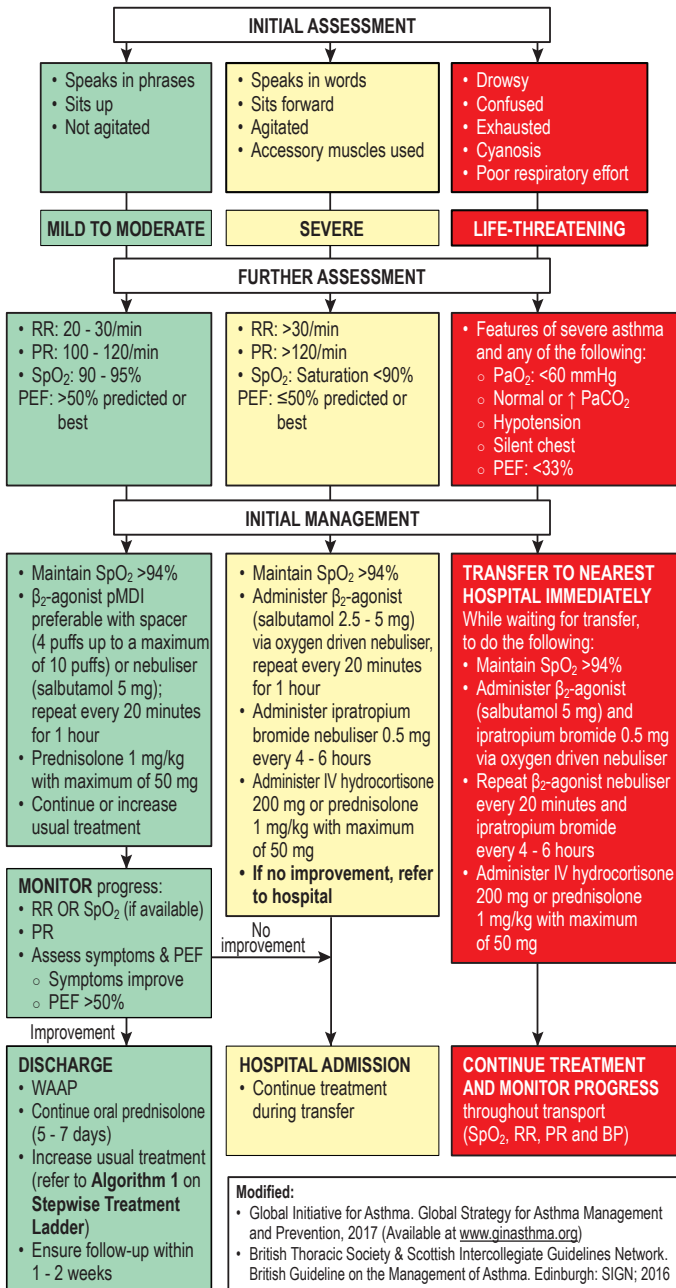 INITIAL ASSESSMENT
• Speaks in phrases
• Sits up
• Not agitated
• Speaks in words
• Sits forward
• Agitated
• Accessory muscles used
• Drowsy
• Confused
• Exhausted
• Cyanosis
• Poor respiratory effort
MILD TO MODERATE
SEVERE
LIFE-THREATENING
FURTHER ASSESSMENT
• RR: 20 - 30/min
• PR: 100 - 120/min
• SpO₂: 90 - 95%
PEF: >50% predicted or
best
• RR: >30/min
• PR: >120/min
• SpO₂: Saturation <90%
PEF: ≤50% predicted or
best
• Features of severe asthma
and any of the following:
○ PaO₂: <60 mmHg
○ Normal or ↑ PaCO₂
○ Hypotension
○ Silent chest
○ PEF: <33%
INITIAL MANAGEMENT
• Maintain SpO₂ >94%
• β₂-agonist pMDI
preferable with spacer
(4 puffs up to a maximum
of 10 puffs) or nebuliser
(salbutamol 5 mg);
repeat every 20 minutes
for 1 hour
• Prednisolone 1 mg/kg
with maximum of 50 mg
• Continue or increase
usual treatment
• Maintain SpO₂ >94%
• Administer β₂-agonist
(salbutamol 2.5 - 5 mg)
via oxygen driven nebuliser,
repeat every 20 minutes
for 1 hour
• Administer ipratropium
bromide nebuliser 0.5 mg
every 4 - 6 hours
• Administer IV hydrocortisone
200 mg or prednisolone
1 mg/kg with maximum
of 50 mg
• If no improvement, refer
to hospital
TRANSFER TO NEAREST
HOSPITAL IMMEDIATELY
While waiting for transfer,
to do the following:
• Maintain SpO₂ >94%
• Administer β₂-agonist
(salbutamol 5 mg) and
ipratropium bromide 0.5 mg
via oxygen driven nebuliser
• Repeat β₂-agonist nebuliser
every 20 minutes and
ipratropium bromide
every 4 - 6 hours
• Administer IV hydrocortisone
200 mg or prednisolone
1 mg/kg with maximum
of 50 mg
MONITOR progress:
• RR OR SpO₂ (if available)
• PR
• Assess symptoms & PEF
○ Symptoms improve
○ PEF >50%
No
improvement
Improvement
DISCHARGE
• WAAP
• Continue oral prednisolone
(5 - 7 days)
• Increase usual treatment
(refer to Algorithm 1 on
Stepwise Treatment
Ladder)
• Ensure follow-up within
1 - 2 weeks
HOSPITAL ADMISSION
• Continue treatment
during transfer
CONTINUE TREATMENT
AND MONITOR PROGRESS
throughout transport
(SpO₂, RR, PR and BP)
Modified:
• Global Initiative for Asthma. Global Strategy for Asthma Management
and Prevention, 2017 (Available at www.ginasthma.org)
• British Thoracic Society & Scottish Intercollegiate Guidelines Network.
British Guideline on the Management of Asthma. Edinburgh: SIGN; 2016